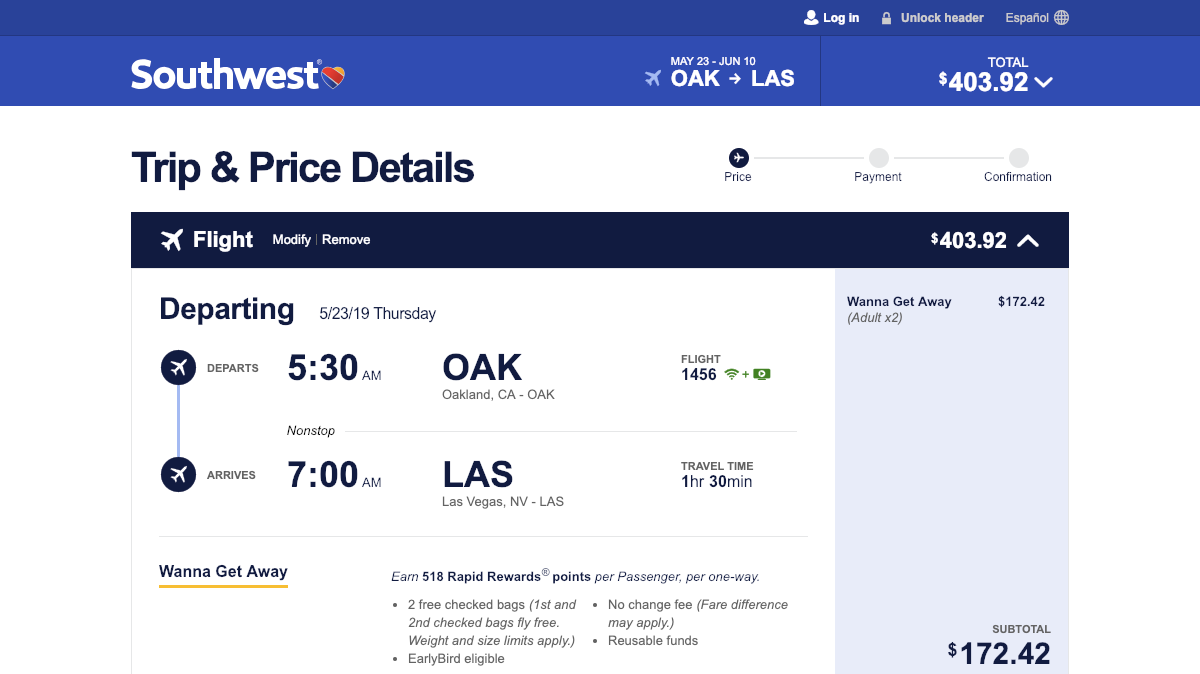 Log in
Unlock header
Español
Southwest®
MAY 23 - JUN 10
OAK → LAS
TOTAL
$403.92
Trip & Price Details
Price
Payment
Confirmation
Flight
Modify | Remove
$403.92
Departing
5/23/19 Thursday
Wanna Get Away
$172.42
(Adult x2)
DEPARTS
5:30 AM
OAK
Oakland, CA - OAK
FLIGHT
1456 +
Nonstop
ARRIVES
7:00 AM
LAS
Las Vegas, NV - LAS
TRAVEL TIME
1hr 30min
Wanna Get Away
Earn 518 Rapid Rewards® points per Passenger, per one-way.
• 2 free checked bags (1st and
2nd checked bags fly free.
Weight and size limits apply.)
• EarlyBird eligible
• No change fee (Fare difference
may apply.)
• Reusable funds
SUBTOTAL
$172.42